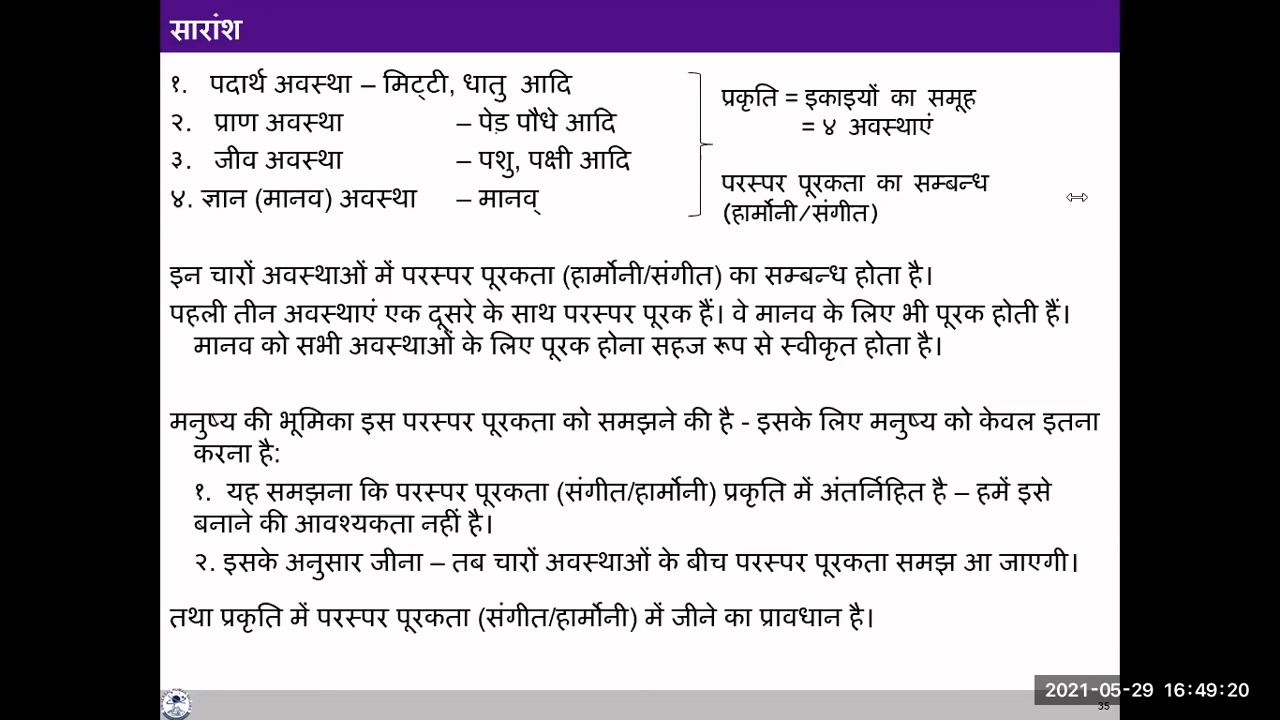 सारांश
१. पदार्थ अवस्था – मिट्टी, धातु आदि
२. प्राण अवस्था – पेड़ पौधे आदि
३. जीव अवस्था – पशु, पक्षी आदि
४. ज्ञान (मानव) अवस्था – मानव्
प्रकृति = इकाइयों का समूह
= ४ अवस्थाएं
परस्पर पूरकता का सम्बन्ध
(हार्मोनी/संगीत)
इन चारों अवस्थाओं में परस्पर पूरकता (हार्मोनी/संगीत) का सम्बन्ध होता है।
पहली तीन अवस्थाएं एक दूसरे के साथ परस्पर पूरक हैं। वे मानव के लिए भी पूरक होती हैं।
मानव को सभी अवस्थाओं के लिए पूरक होना सहज रूप से स्वीकृत होता है।
मनुष्य की भूमिका इस परस्पर पूरकता को समझने की है - इसके लिए मनुष्य को केवल इतना
करना है:
१. यह समझना कि परस्पर पूरकता (संगीत/हार्मोनी) प्रकृति में अंतर्निहित है – हमें इसे
बनाने की आवश्यकता नहीं है।
२. इसके अनुसार जीना – तब चारों अवस्थाओं के बीच परस्पर पूरकता समझ आ जाएगी।
तथा प्रकृति में परस्पर पूरकता (संगीत/हार्मोनी) में जीने का प्रावधान है।
2021-05-29 16:49:20
35